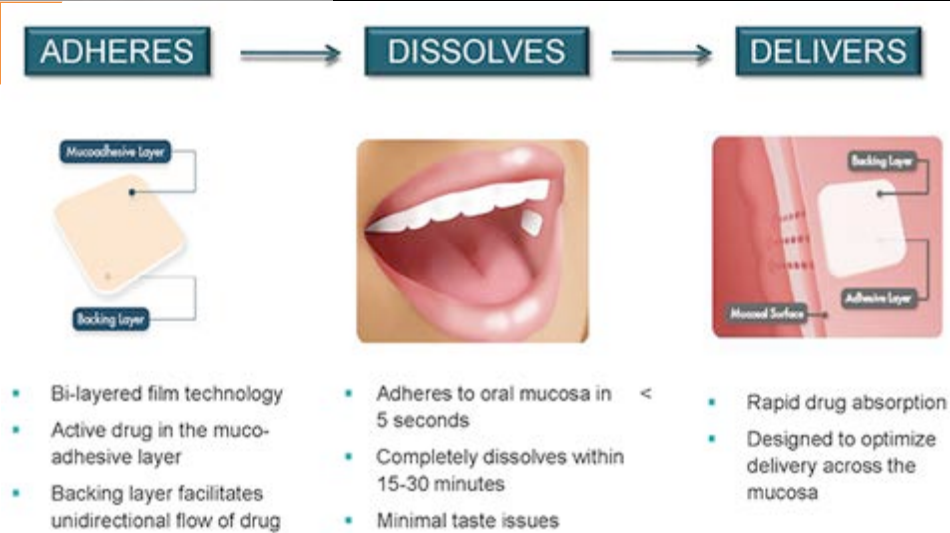 ADHERES
DISSOLVES
DELIVERS
Mucoadhesive Layer
Backing Layer
Backing Layer
Adhesive Layer
Mucosal Surface
Bi-layered film technology
Active drug in the muco-
adhesive layer
Backing layer facilitates
unidirectional flow of drug
Adheres to oral mucosa in <
5 seconds
Completely dissolves within
15-30 minutes
Minimal taste issues
Rapid drug absorption
Designed to optimize
delivery across the
mucosa